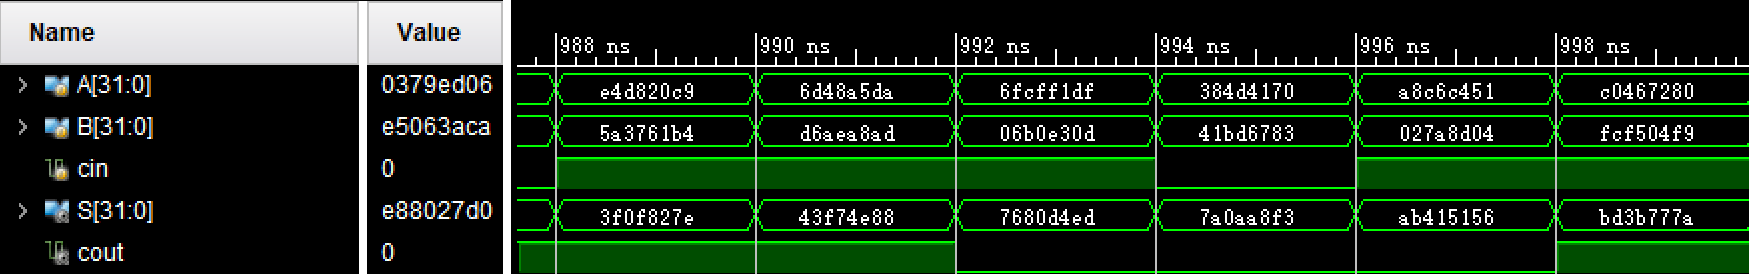 Name Value 988 ns 990 ns 992 ns 994 ns 996 ns 998 ns
A[31:0] 0379ed06 e4d820c9 6d48a5da 6fcff1df 384d4170 a8c6c451 c0467280
B[31:0] e5063aca 5a3761b4 d6aea8ad 06b0e30d 41bd6783 027a8d04 fcf504f9
cin 0
S[31:0] e88027d0 3f0f827e 43f74e88 7680d4ed 7a0aa8f3 ab415156 bd3b777a
cout 0